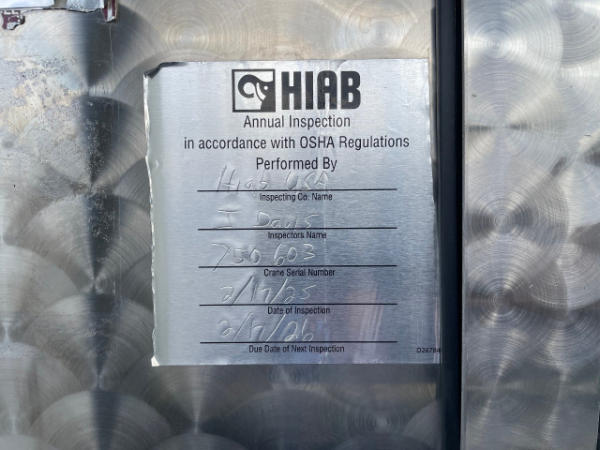 HIAB
Annual Inspection
in accordance with OSHA Regulations
Performed By
Hiab USA
Inspecting Co. Name
I Davis
Inspectors Name
750603
Crane Serial Number
2/17/25
Date of Inspection
2/17/26
Due Date of Next Inspection